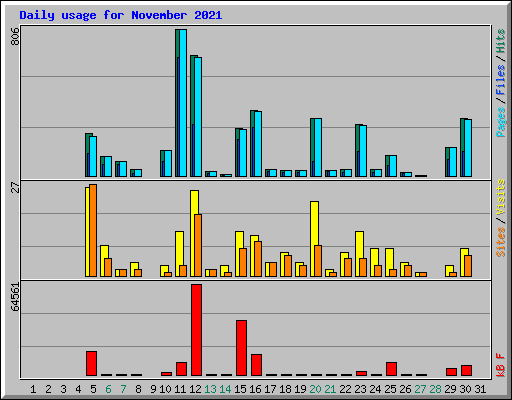 Daily usage for November 2021
806
27
64561
Pages/Files/Hits
Sites/Visits
kB F
1 2 3 4 5 6 7 8 9 10 11 12 13 14 15 16 17 18 19 20 21 22 23 24 25 26 27 28 29 30 31